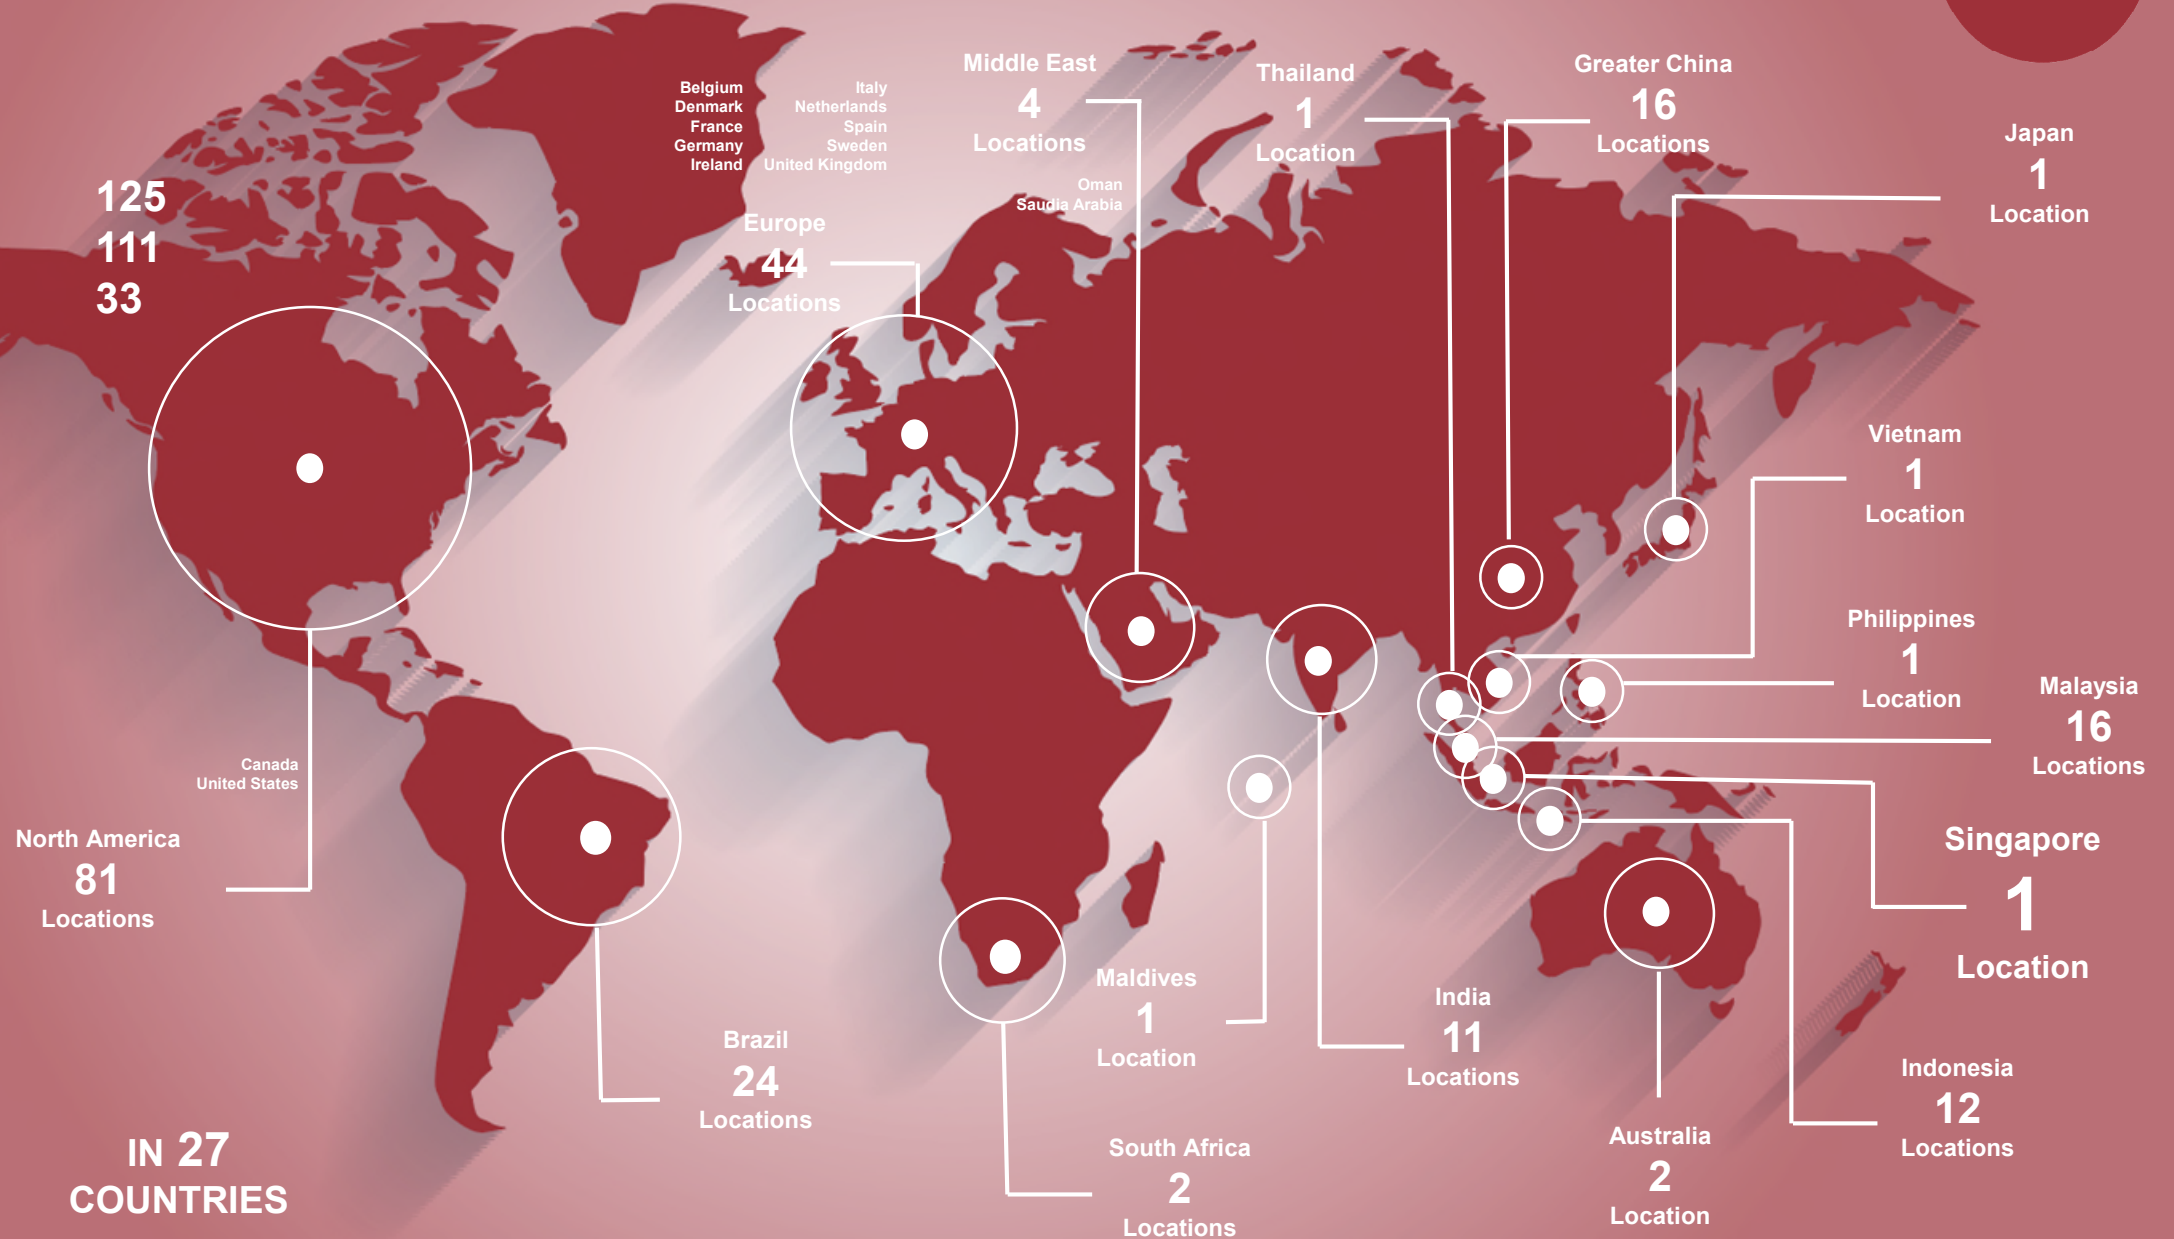 Belgium
Denmark
France
Germany
Ireland
Italy
Netherlands
Spain
Sweden
United Kingdom
Europe
44
Locations
Middle East
4
Locations
Oman
Saudia Arabia
Thailand
1
Location
Greater China
16
Locations
Japan
1
Location
125
111
33
Vietnam
1
Location
Philippines
1
Location
Malaysia
16
Locations
Canada
United States
North America
81
Locations
Singapore
1
Location
Maldives
1
Location
India
11
Locations
Brazil
24
Locations
Indonesia
12
Locations
South Africa
2
Locations
Australia
2
Location
IN 27
COUNTRIES